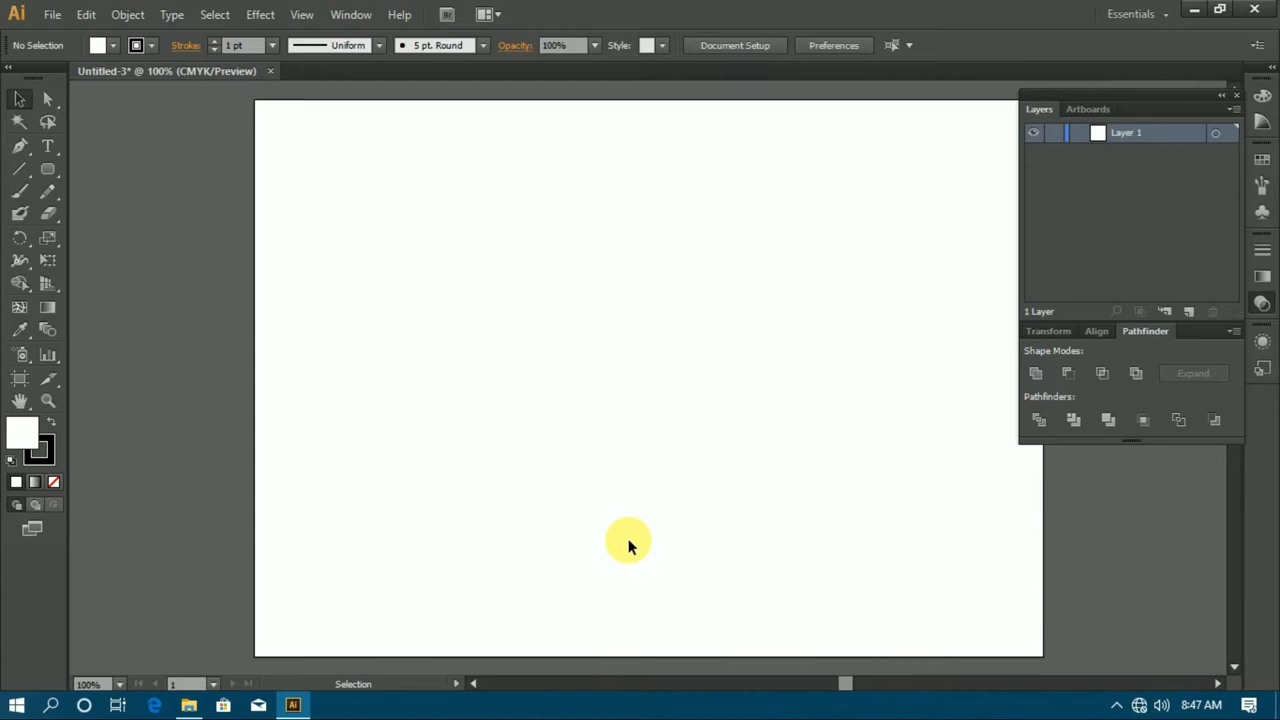 Ai File Edit Object Type Select Effect View Window Help Br Essentials
No Selection Stroke: 1 pt Uniform 5 pt. Round Opacity: 100% Style: Document Setup Preferences
Untitled-3* @ 100% (CMYK/Preview)
Layers Artboards
Layer 1
1 Layer
Transform Align Pathfinder
Shape Modes:
Expand
Pathfinders:
100% 1 Selection
Ai 8:47 AM